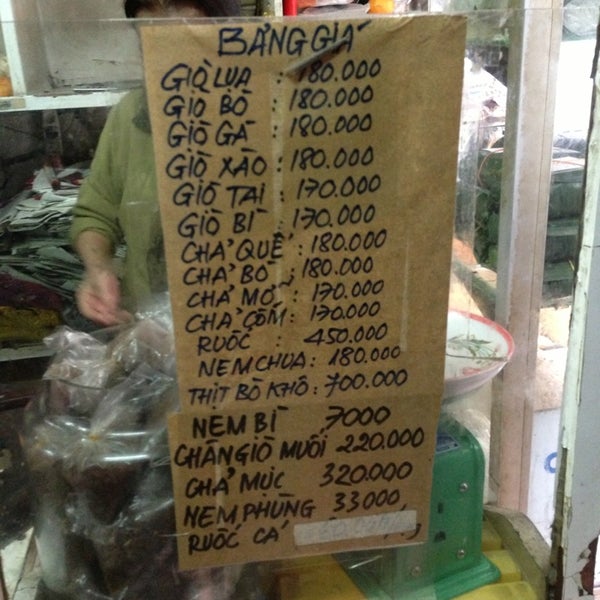 BẢNG GIÁ
GIÒ LỤA : 180.000
GIÒ BÒ : 180.000
GIÒ GÀ : 180.000
GIÒ XÀO : 180.000
GIÒ TAI : 170.000
GIÒ BÌ : 170.000
CHẢ QUẾ : 180.000
CHẢ BÒ : 180.000
CHẢ MỠ : 170.000
CHẢ CỐM : 170.000
RUỐC : 450.000
NEM CHUA : 180.000
THỊT BÒ KHÔ : 700.000
NEM BÌ 7000
CHÂN GIÒ MUỐI 220.000
CHẢ MỰC 320.000
NEM PHÙNG 33000
RUỐC CÁ